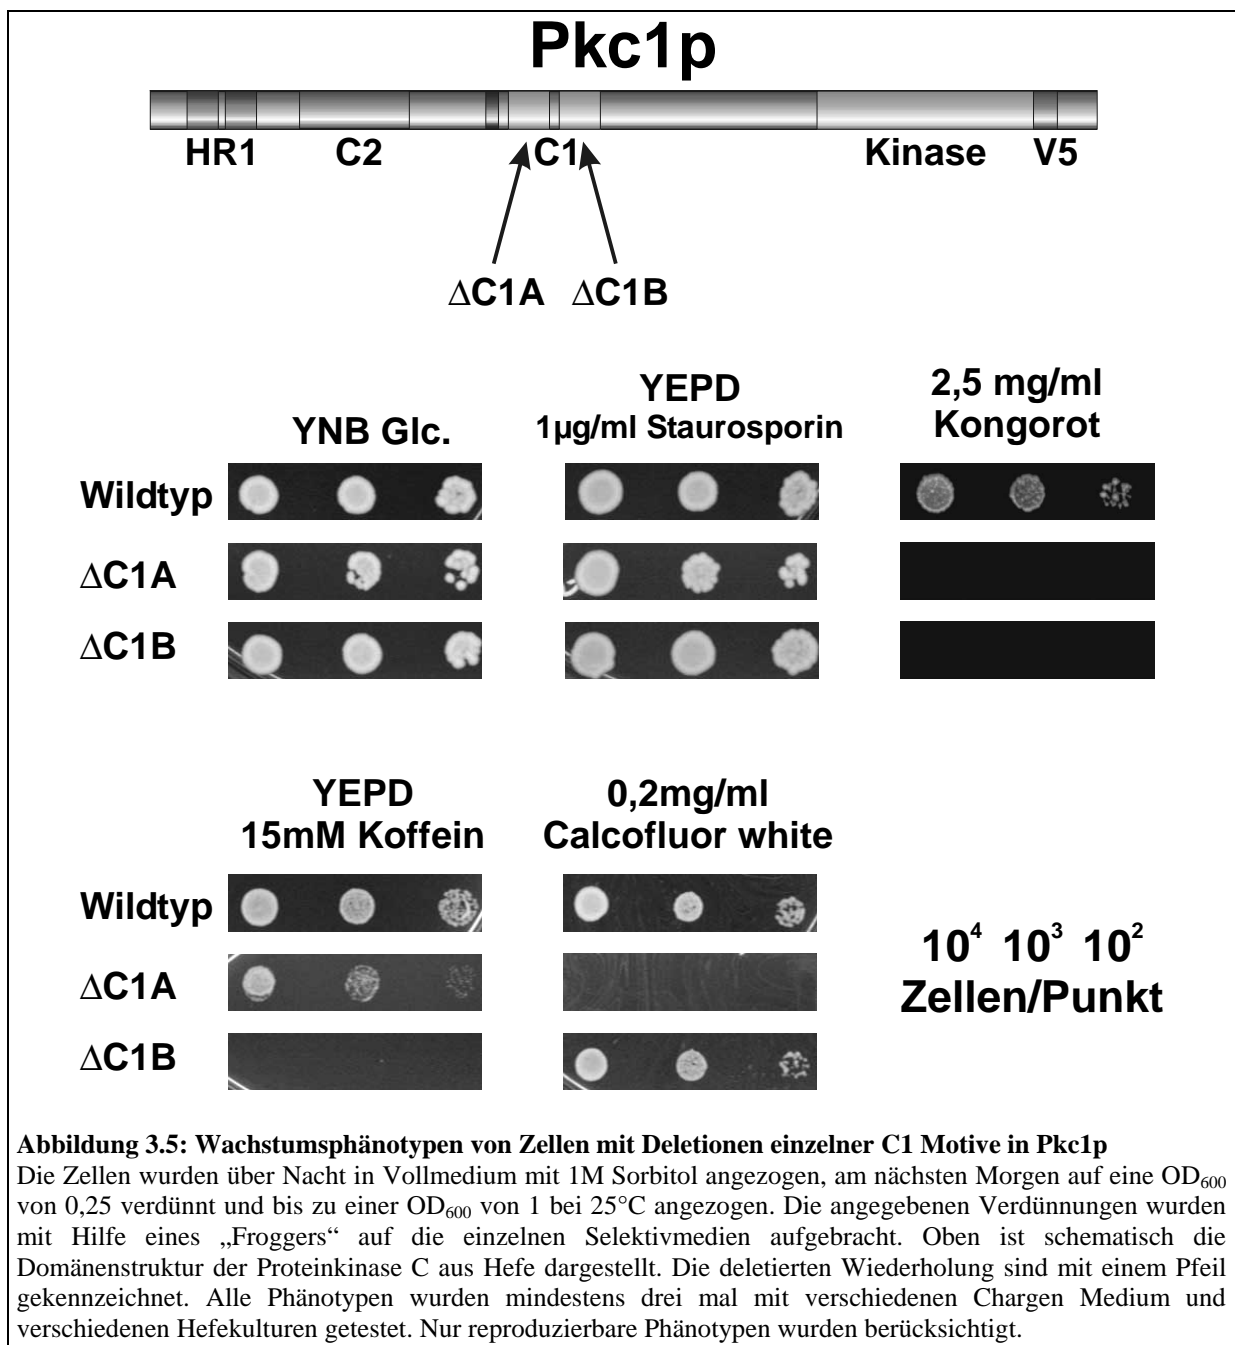 Pkc1p
HR1 C2 C1 Kinase V5
ΔC1A ΔC1B
YNB Glc.
YEPD
1µg/ml Staurosporin
2,5 mg/ml
Kongorot
Wildtyp
ΔC1A
ΔC1B
YEPD
15mM Koffein
0,2mg/ml
Calcofluor white
Wildtyp
ΔC1A
ΔC1B
10⁴ 10³ 10²
Zellen/Punkt
Abbildung 3.5: Wachstumsphänotypen von Zellen mit Deletionen einzelner C1 Motive in Pkc1p
Die Zellen wurden über Nacht in Vollmedium mit 1M Sorbitol angezogen, am nächsten Morgen auf eine OD₆₀₀
von 0,25 verdünnt und bis zu einer OD₆₀₀ von 1 bei 25°C angezogen. Die angegebenen Verdünnungen wurden
mit Hilfe eines „Froggers“ auf die einzelnen Selektivmedien aufgebracht. Oben ist schematisch die
Domänenstruktur der Proteinkinase C aus Hefe dargestellt. Die deletierten Wiederholung sind mit einem Pfeil
gekennzeichnet. Alle Phänotypen wurden mindestens drei mal mit verschiedenen Chargen Medium und
verschiedenen Hefekulturen getestet. Nur reproduzierbare Phänotypen wurden berücksichtigt.